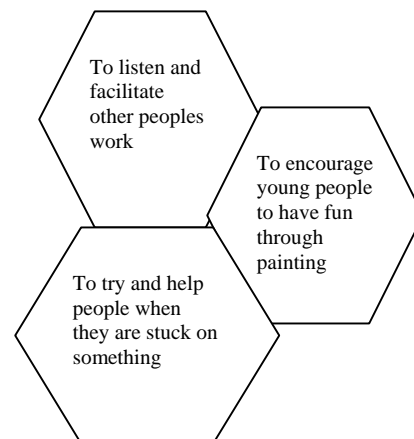 To listen and
facilitate
other peoples
work
To encourage
young people
to have fun
through
painting
To try and help
people when
they are stuck on
something